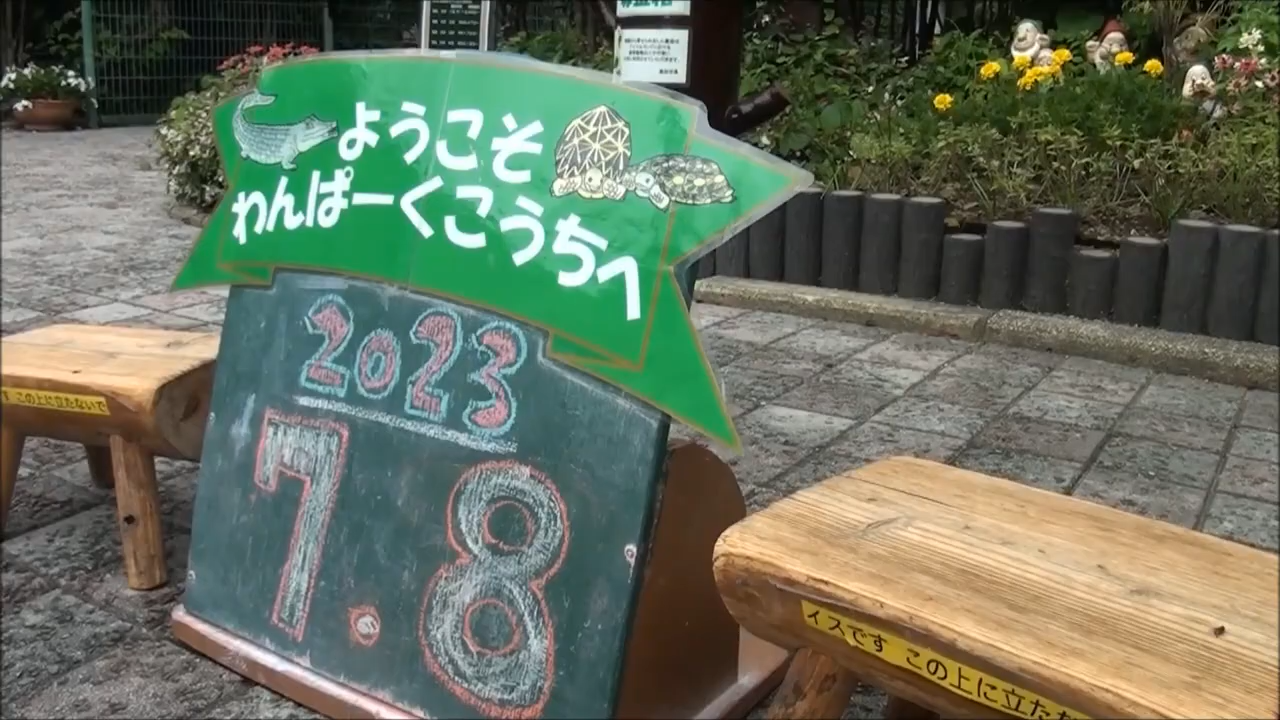 ようこそ
わんぱーくこうちへ
2023
7.8
す この上に立たないで
イスです この上に立たな